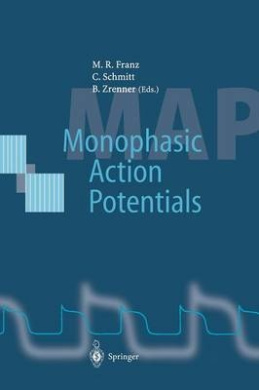 M. R. Franz
C. Schmitt
B. Zrenner (Eds.)
MAP
Monophasic
Action
Potentials
Springer